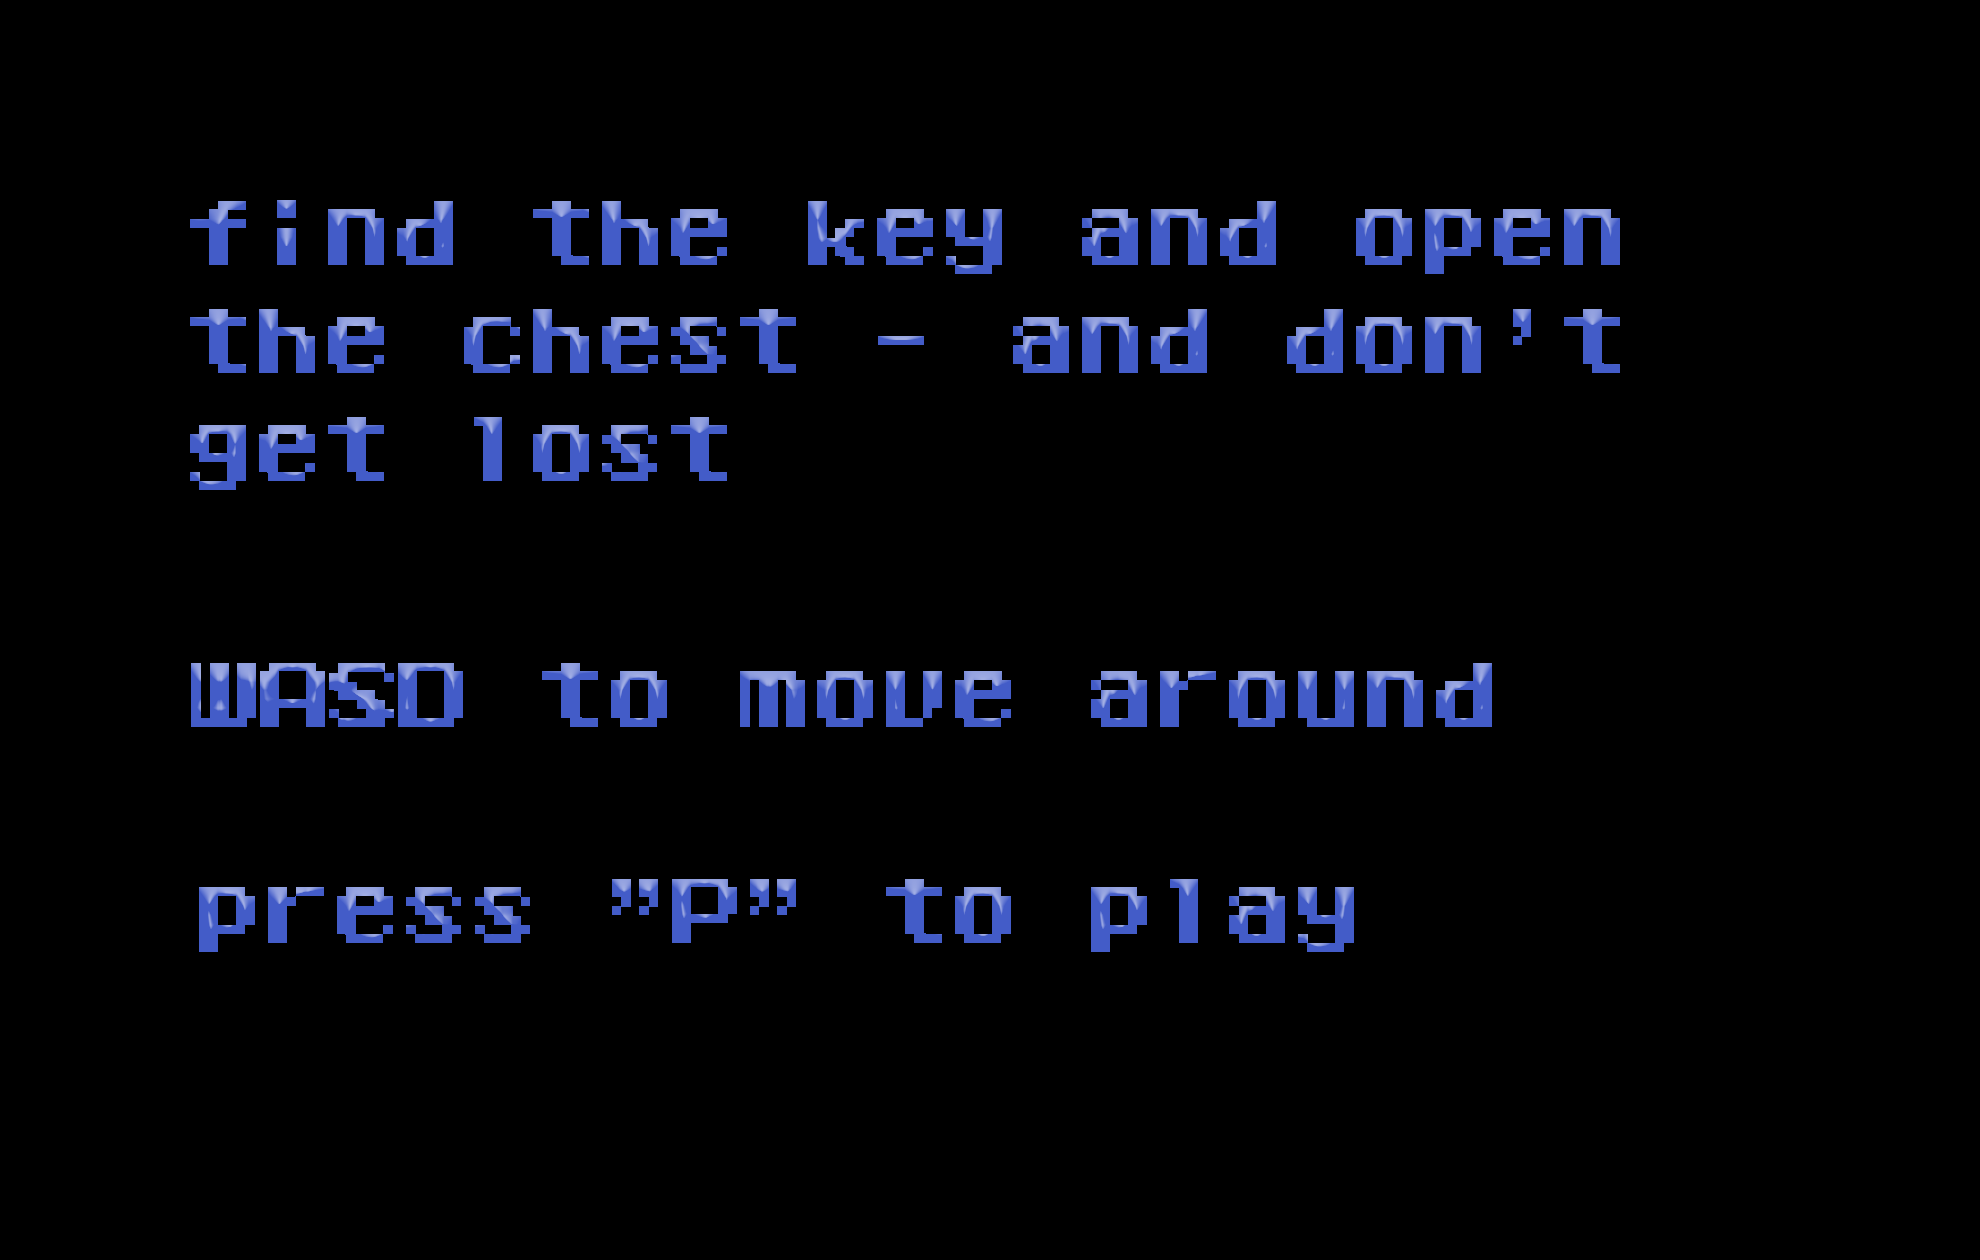 find the key and open
the chest - and don't
get lost
WASD to move around
press "P" to play